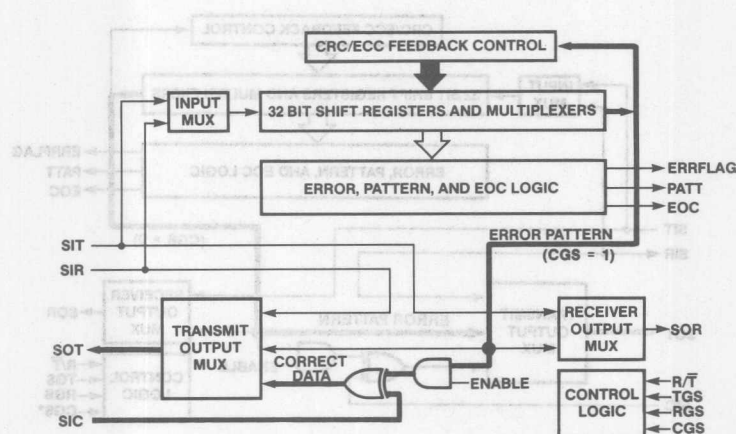 CRC/ECC FEEDBACK CONTROL
INPUT
MUX
32 BIT SHIFT REGISTERS AND MULTIPLEXERS
ERROR, PATTERN, AND EOC LOGIC
ERRFLAG
PATT
EOC
ERROR PATTERN
(CGS = 1)
SIT
SIR
TRANSMIT
OUTPUT
MUX
RECEIVER
OUTPUT
MUX
SOR
SOT
CORRECT
DATA
ENABLE
SIC
CONTROL
LOGIC
R/T̅
TGS
RGS
CGS